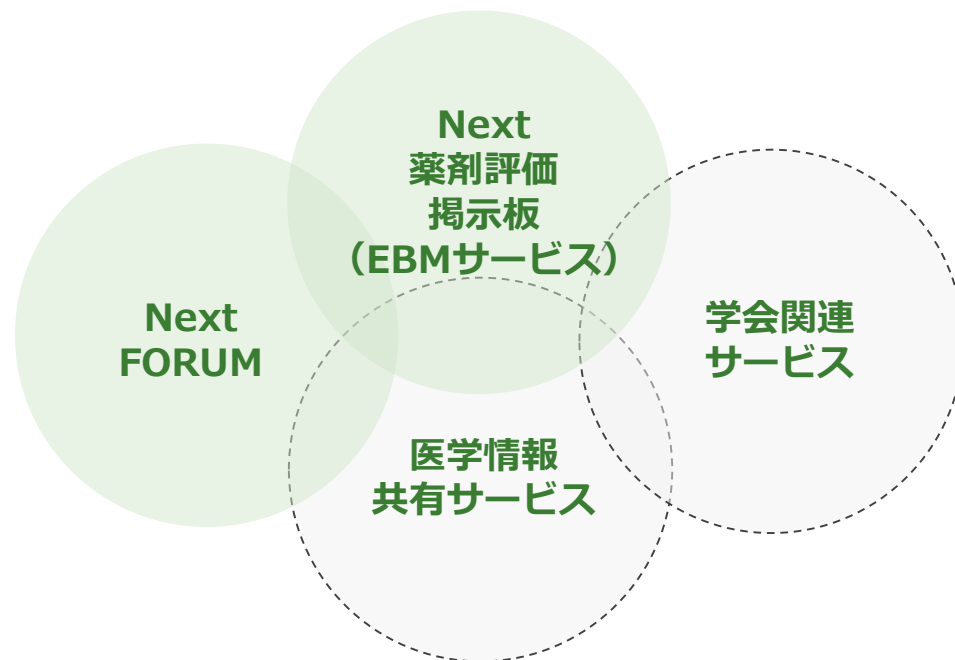 Next
薬剤評価
掲示板
（EBMサービス）
Next
FORUM
学会関連
サービス
医学情報
共有サービス